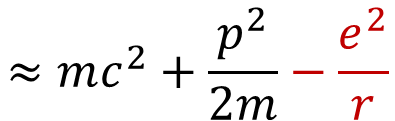 ≈ mc² + p²/2m − e²/r